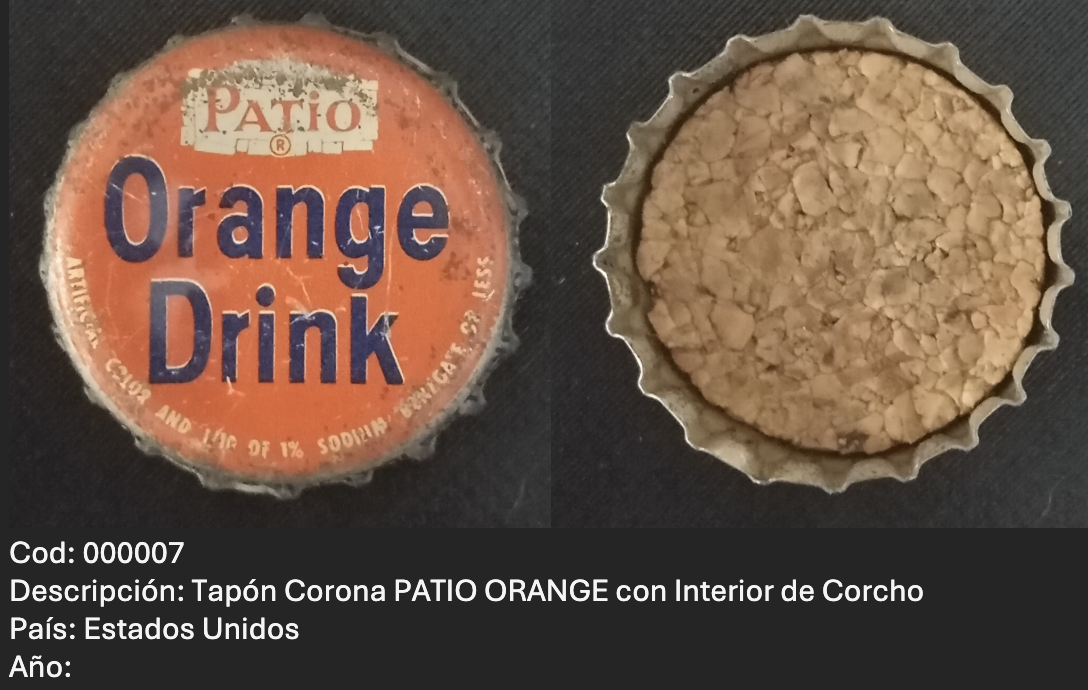 PATIO
®
Orange
Drink
ARTIFICIAL COLOR AND 1/10 OF 1% SODIUM BENZOATE OR LESS
Cod: 000007
Descripción: Tapón Corona PATIO ORANGE con Interior de Corcho
País: Estados Unidos
Año: